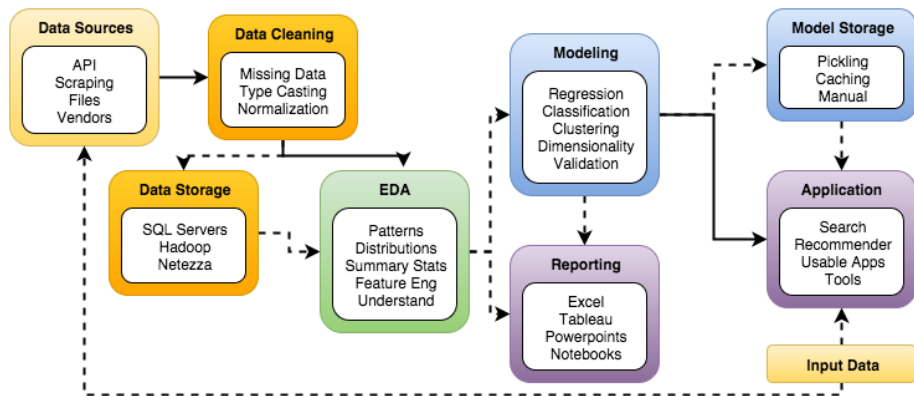 Data Sources
API
Scraping
Files
Vendors
Data Cleaning
Missing Data
Type Casting
Normalization
Data Storage
SQL Servers
Hadoop
Netezza
EDA
Patterns
Distributions
Summary Stats
Feature Eng
Understand
Modeling
Regression
Classification
Clustering
Dimensionality
Validation
Reporting
Excel
Tableau
Powerpoints
Notebooks
Model Storage
Pickling
Caching
Manual
Application
Search
Recommender
Usable Apps
Tools
Input Data